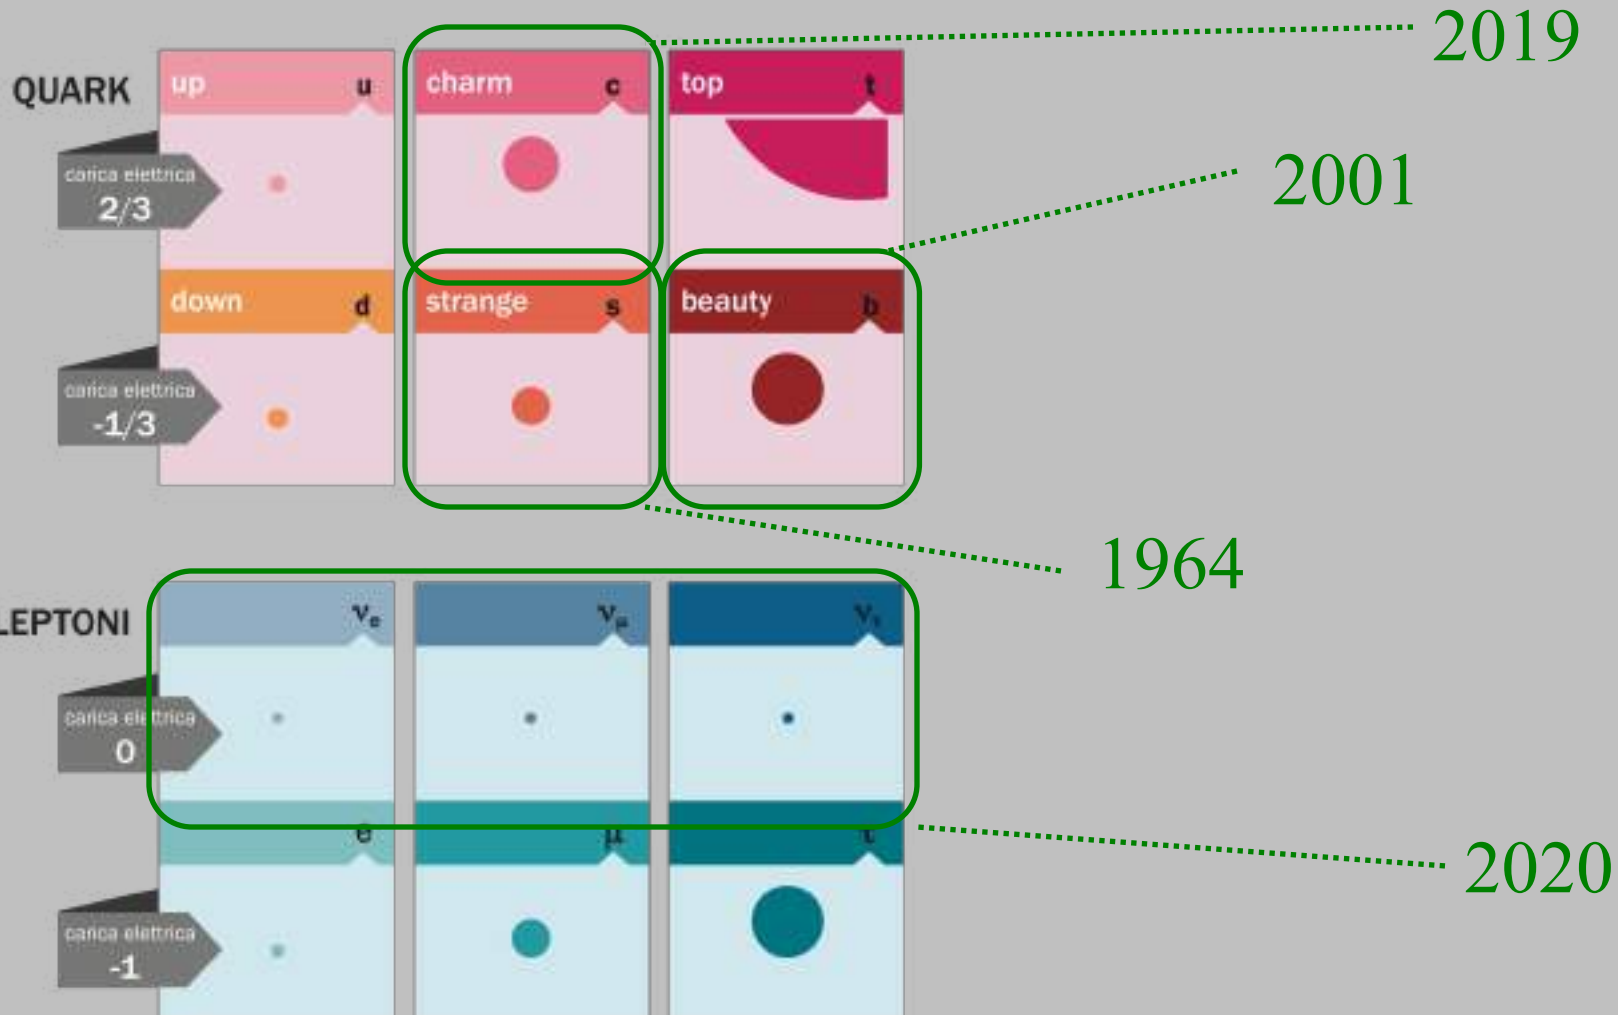 2019
QUARK
up u
charm c
top t
carica elettrica
2/3
2001
down d
strange s
beauty b
carica elettrica
-1/3
1964
LEPTONI
νe
νμ
ντ
carica elettrica
0
e
μ
τ
2020
carica elettrica
-1